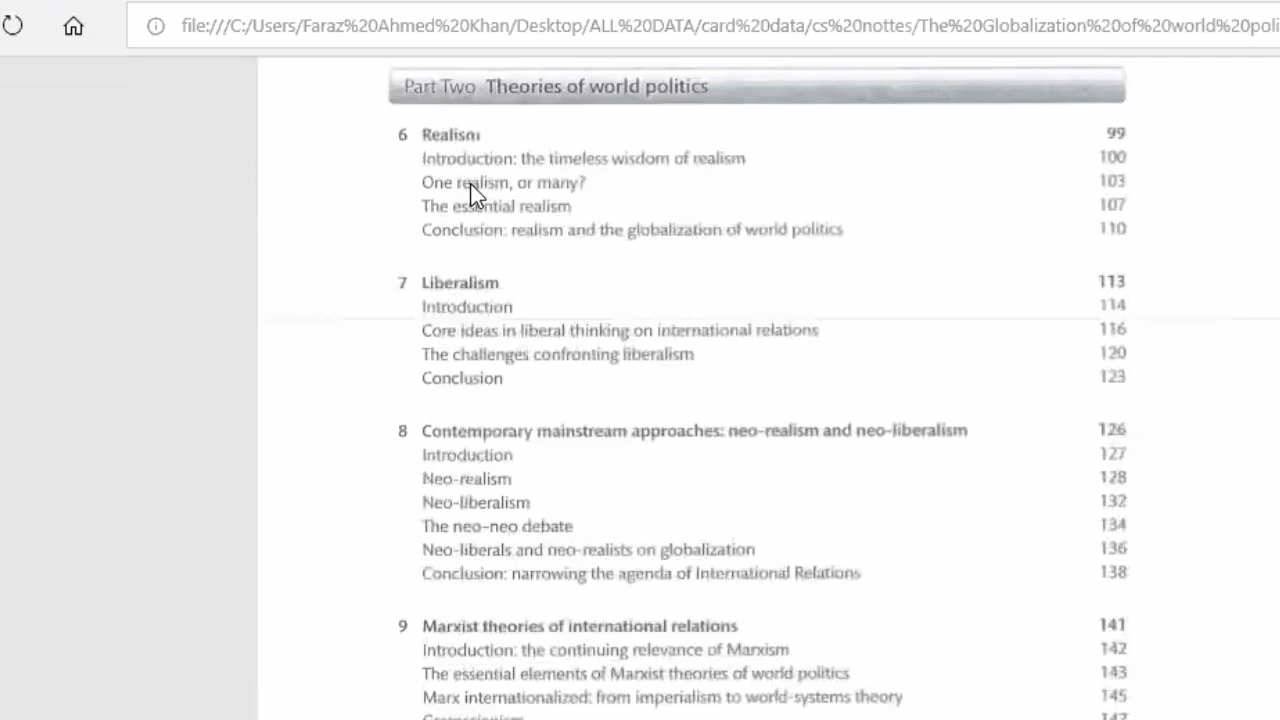 file:///C:/Users/Faraz%20Ahmed%20Khan/Desktop/ALL%20DATA/card%20data/cs%20nottes/The%20Globalization%20of%20world%20poli
Part Two Theories of world politics
6 Realism 99
Introduction: the timeless wisdom of realism 100
One realism, or many? 103
The essential realism 107
Conclusion: realism and the globalization of world politics 110
7 Liberalism 113
Introduction 114
Core ideas in liberal thinking on international relations 116
The challenges confronting liberalism 120
Conclusion 123
8 Contemporary mainstream approaches: neo-realism and neo-liberalism 126
Introduction 127
Neo-realism 128
Neo-liberalism 132
The neo-neo debate 134
Neo-liberals and neo-realists on globalization 136
Conclusion: narrowing the agenda of International Relations 138
9 Marxist theories of international relations 141
Introduction: the continuing relevance of Marxism 142
The essential elements of Marxist theories of world politics 143
Marx internationalized: from imperialism to world-systems theory 145